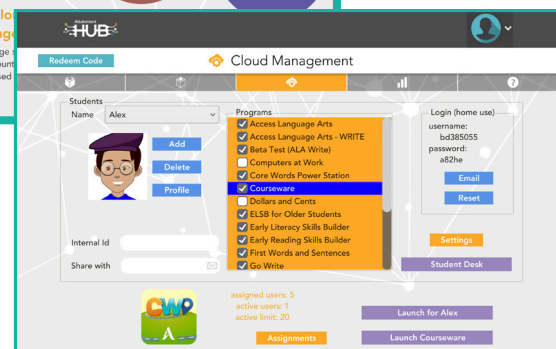 Attainment
HUB
Redeem Code
Cloud Management
?
Students
Name
Alex
Add
Delete
Profile
Internal Id
Share with
Programs
Access Language Arts
Access Language Arts - WRITE
Beta Test (ALA Write)
Computers at Work
Core Words Power Station
Courseware
Dollars and Cents
ELSB for Older Students
Early Literacy Skills Builder
Early Reading Skills Builder
First Words and Sentences
Go Write
Login (home use)
username:
bd385055
password:
a82he
Email
Reset
Settings
Student Desk
CWP
assigned users: 5
active users: 1
active limit: 20
Assignments
Launch for Alex
Launch Courseware